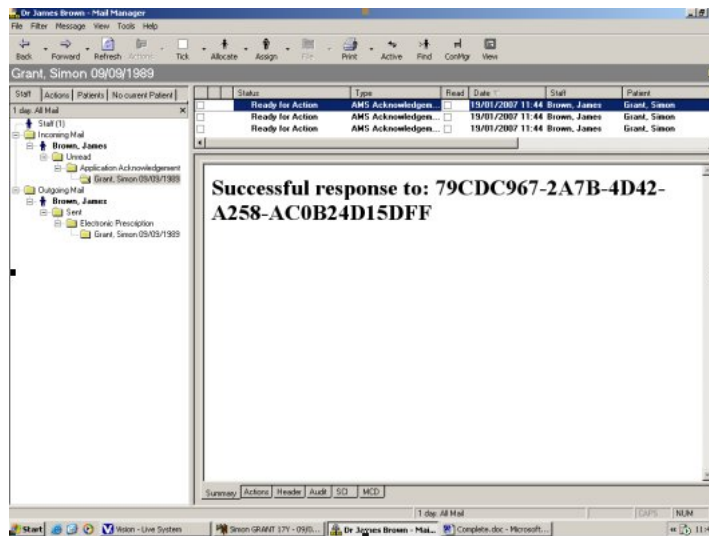 Dr James Brown - Mail Manager
File Filter Message View Tools Help
Back Forward Refresh Actions Tick Allocate Assign File Print Active Find ConMgr View
Grant, Simon 09/09/1989
Staff Actions Patients No current Patient
1 day: All Mail
Staff (1)
Incoming Mail
Brown, James
Unread
Application Acknowledgement
Grant, Simon 09/09/1989
Outgoing Mail
Brown, James
Sent
Electronic Prescription
Grant, Simon 09/09/1989
Status Type Read Date Staff Patient
Ready for Action AMS Acknowledgem... 19/01/2007 11:44 Brown, James Grant, Simon
Ready for Action AMS Acknowledgem... 19/01/2007 11:44 Brown, James Grant, Simon
Ready for Action AMS Acknowledgem... 19/01/2007 11:44 Brown, James Grant, Simon
Successful response to: 79CDC967-2A7B-4D42-
A258-AC0B24D15DFF
Summary Actions Header Audit SCI MCD
1 day: All Mail CAPS NUM
Start Vision - Live System Simon GRANT 17Y - 09/0... Dr James Brown - Mai... Complete.doc - Microsoft...